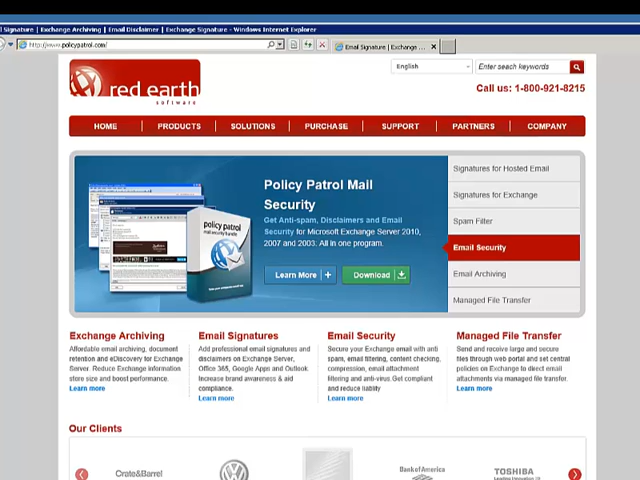 Signature | Exchange Archiving | Email Disclaimer | Exchange Signature - Windows Internet Explorer
http://www.policypatrol.com/
Email Signature | Exchange ...
English
Enter seach keywords
red earth
software
Call us: 1-800-921-8215
HOME PRODUCTS SOLUTIONS PURCHASE SUPPORT PARTNERS COMPANY
Policy Patrol Mail
Security
Get Anti-spam, Disclaimers and Email
Security for Microsoft Exchange Server 2010,
2007 and 2003. All in one program.
Learn More +
Download
policy patrol
Signatures for Hosted Email
Signatures for Exchange
Spam Filter
Email Security
Email Archiving
Managed File Transfer
Exchange Archiving
Affordable email archiving, document
retention and eDiscovery for Exchange
Server. Reduce Exchange information
store size and boost performance.
Learn more
Email Signatures
Add professional email signatures and
disclaimers on Exchange Server,
Office 365, Google Apps and Outlook.
Increase brand awareness & aid
compliance.
Learn more
Email Security
Secure your Exchange email with anti
spam, email filtering, content checking,
compression, email attachment
filtering and anti-virus. Get compliant
and reduce liablity
Learn more
Managed File Transfer
Send and receive large and secure
files through web portal and set central
policies on Exchange to direct email
attachments via managed file transfer.
Learn more
Our Clients
Crate&Barrel
Bank of America
TOSHIBA
Leading Innovation